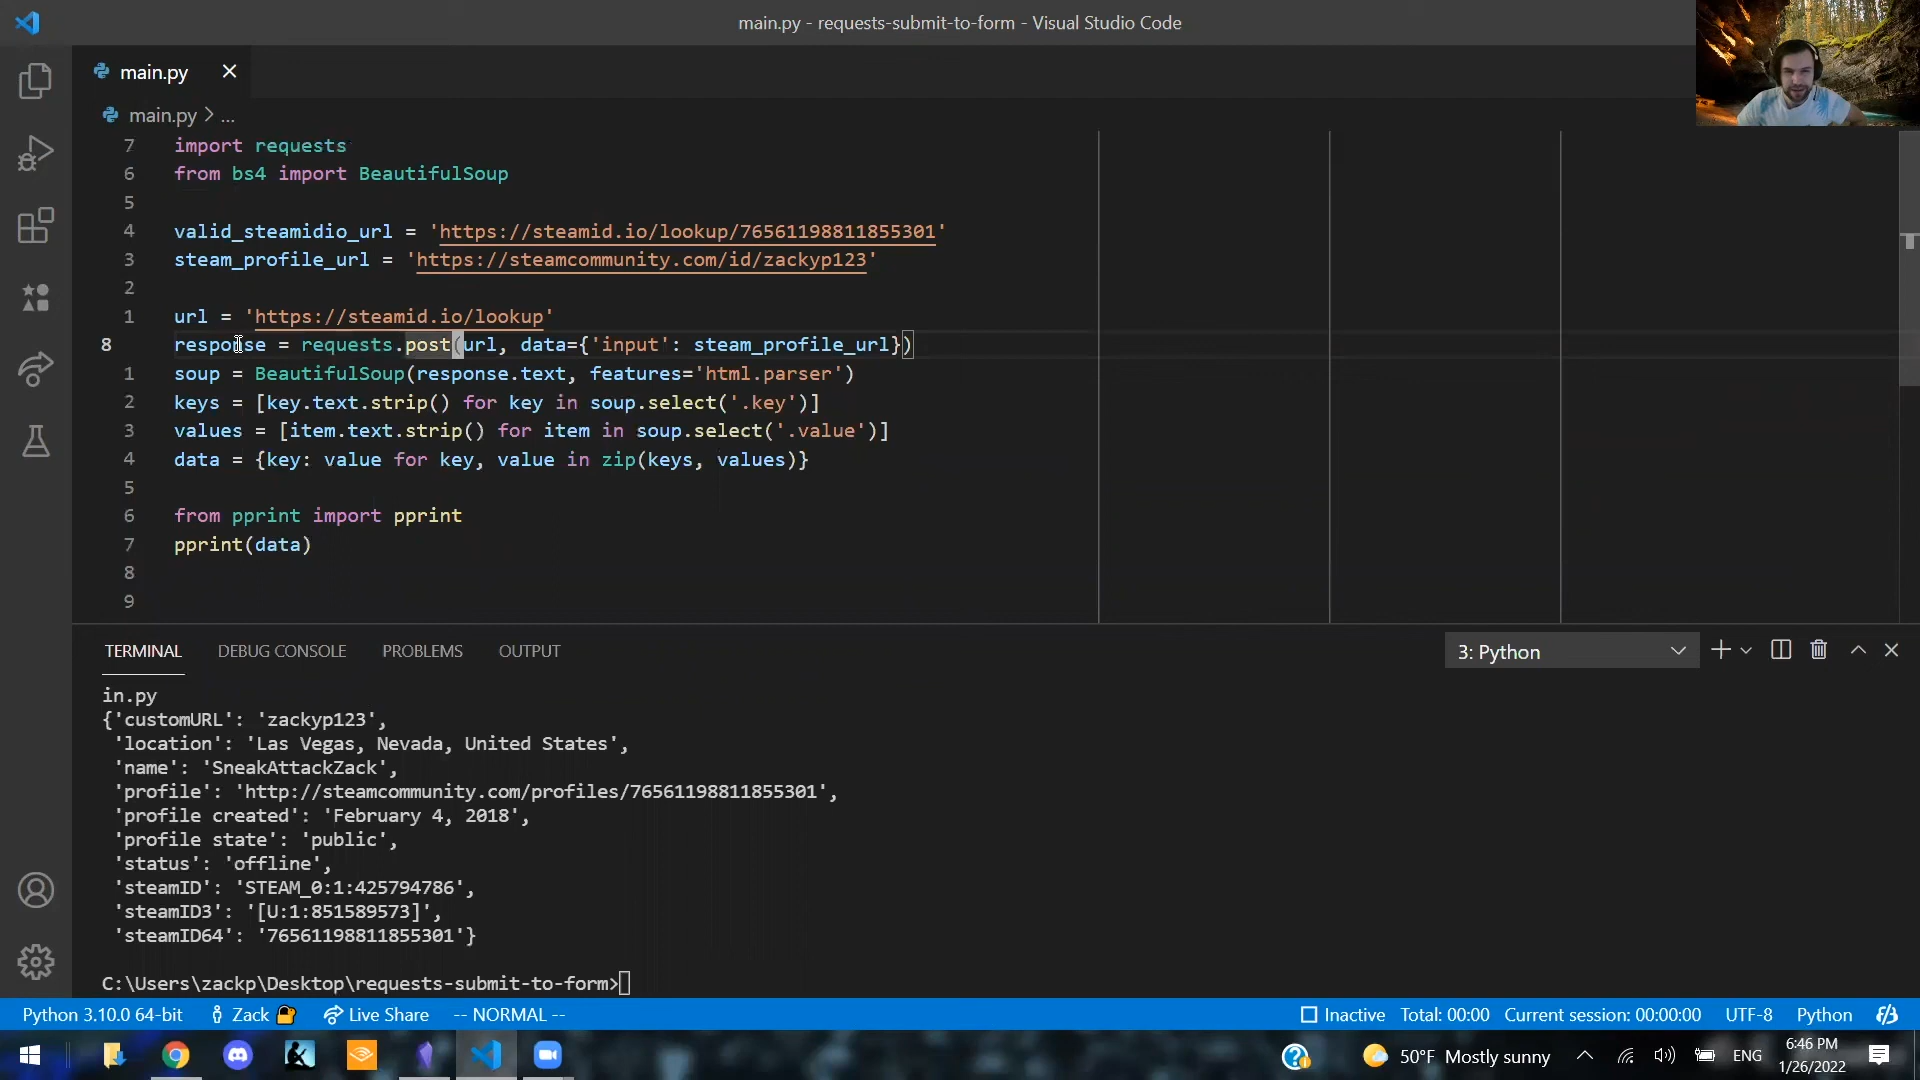 main.py - requests-submit-to-form - Visual Studio Code
main.py
main.py > ...
7 import requests
6 from bs4 import BeautifulSoup
5
4 valid_steamidio_url = 'https://steamid.io/lookup/76561198811855301'
3 steam_profile_url = 'https://steamcommunity.com/id/zackyp123'
2
1 url = 'https://steamid.io/lookup'
8 response = requests.post(url, data={'input': steam_profile_url})
1 soup = BeautifulSoup(response.text, features='html.parser')
2 keys = [key.text.strip() for key in soup.select('.key')]
3 values = [item.text.strip() for item in soup.select('.value')]
4 data = {key: value for key, value in zip(keys, values)}
5
6 from pprint import pprint
7 pprint(data)
8
9
TERMINAL DEBUG CONSOLE PROBLEMS OUTPUT 3: Python
in.py
{'customURL': 'zackyp123',
'location': 'Las Vegas, Nevada, United States',
'name': 'SneakAttackZack',
'profile': 'http://steamcommunity.com/profiles/76561198811855301',
'profile created': 'February 4, 2018',
'profile state': 'public',
'status': 'offline',
'steamID': 'STEAM_0:1:425794786',
'steamID3': '[U:1:851589573]',
'steamID64': '76561198811855301'}
C:\Users\zackp\Desktop\requests-submit-to-form>
Python 3.10.0 64-bit Zack Live Share -- NORMAL -- Inactive Total: 00:00 Current session: 00:00:00 UTF-8 Python
50°F Mostly sunny ENG 6:46 PM
1/26/2022